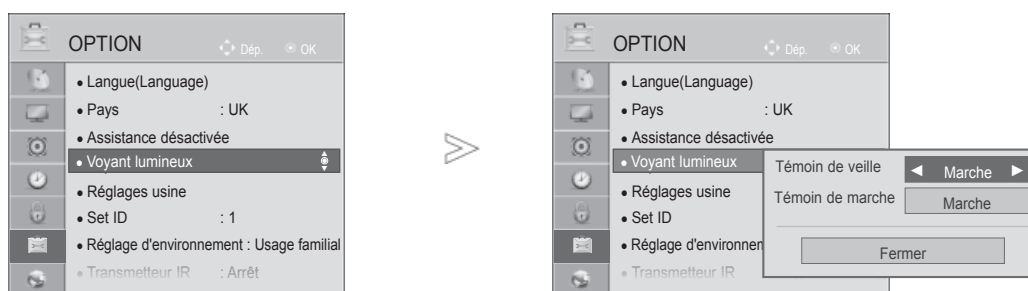 OPTION
Dép. OK
• Langue(Language)
• Pays : UK
• Assistance désactivée
• Voyant lumineux
• Réglages usine
• Set ID : 1
• Réglage d'environnement : Usage familial
• Transmetteur IR : Arrêt
OPTION
Dép. OK
• Langue(Language)
• Pays : UK
• Assistance désactivée
• Voyant lumineux
• Réglages usine
• Set ID
• Réglage d'environnen
• Transmetteur IR
Témoin de veille ◄ Marche ►
Témoin de marche Marche
Fermer